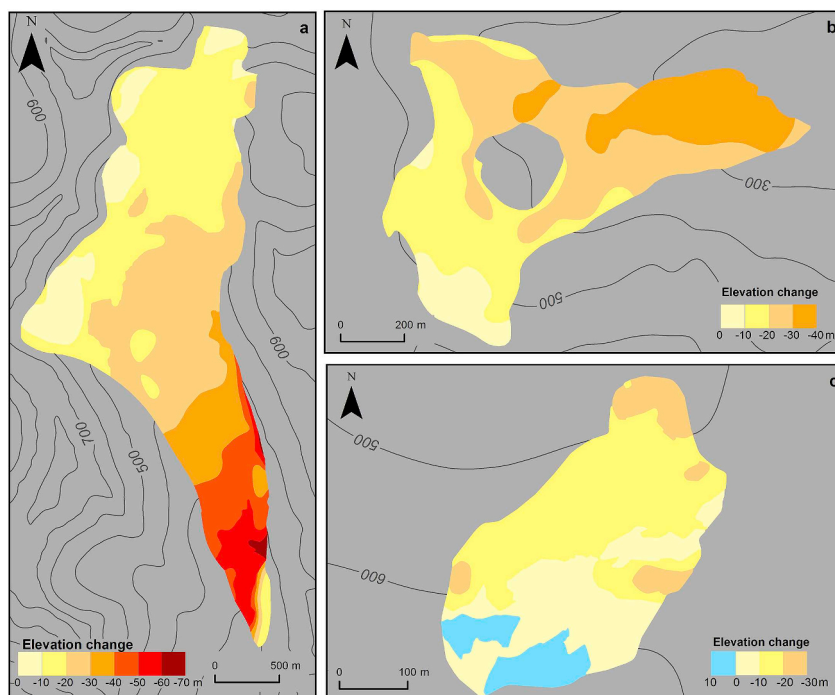 N
a
600
600
700
500
Elevation change
0 -10 -20 -30 -40 -50 -60 -70 m
0 500 m
N
b
300
500
Elevation change
0 -10 -20 -30 -40 m
0 200 m
N
c
500
600
Elevation change
10 0 -10 -20 -30m
0 100 m